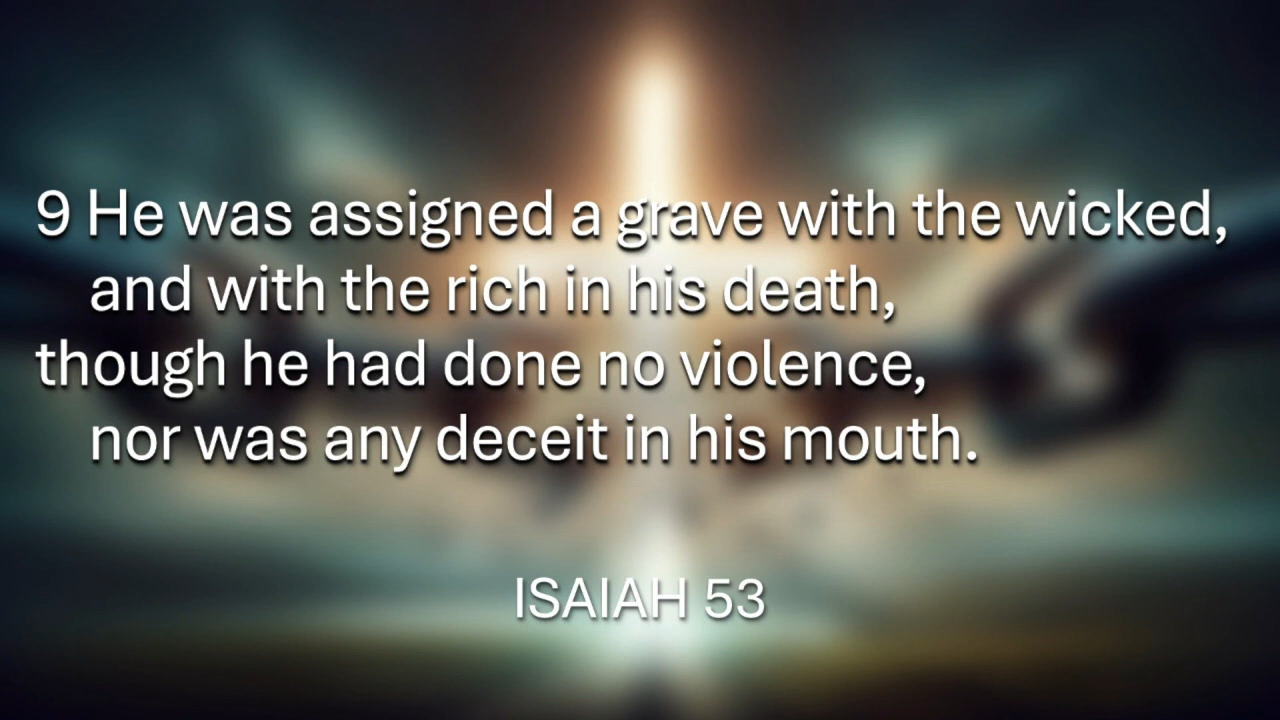 9 He was assigned a grave with the wicked,
and with the rich in his death,
though he had done no violence,
nor was any deceit in his mouth.
ISAIAH 53